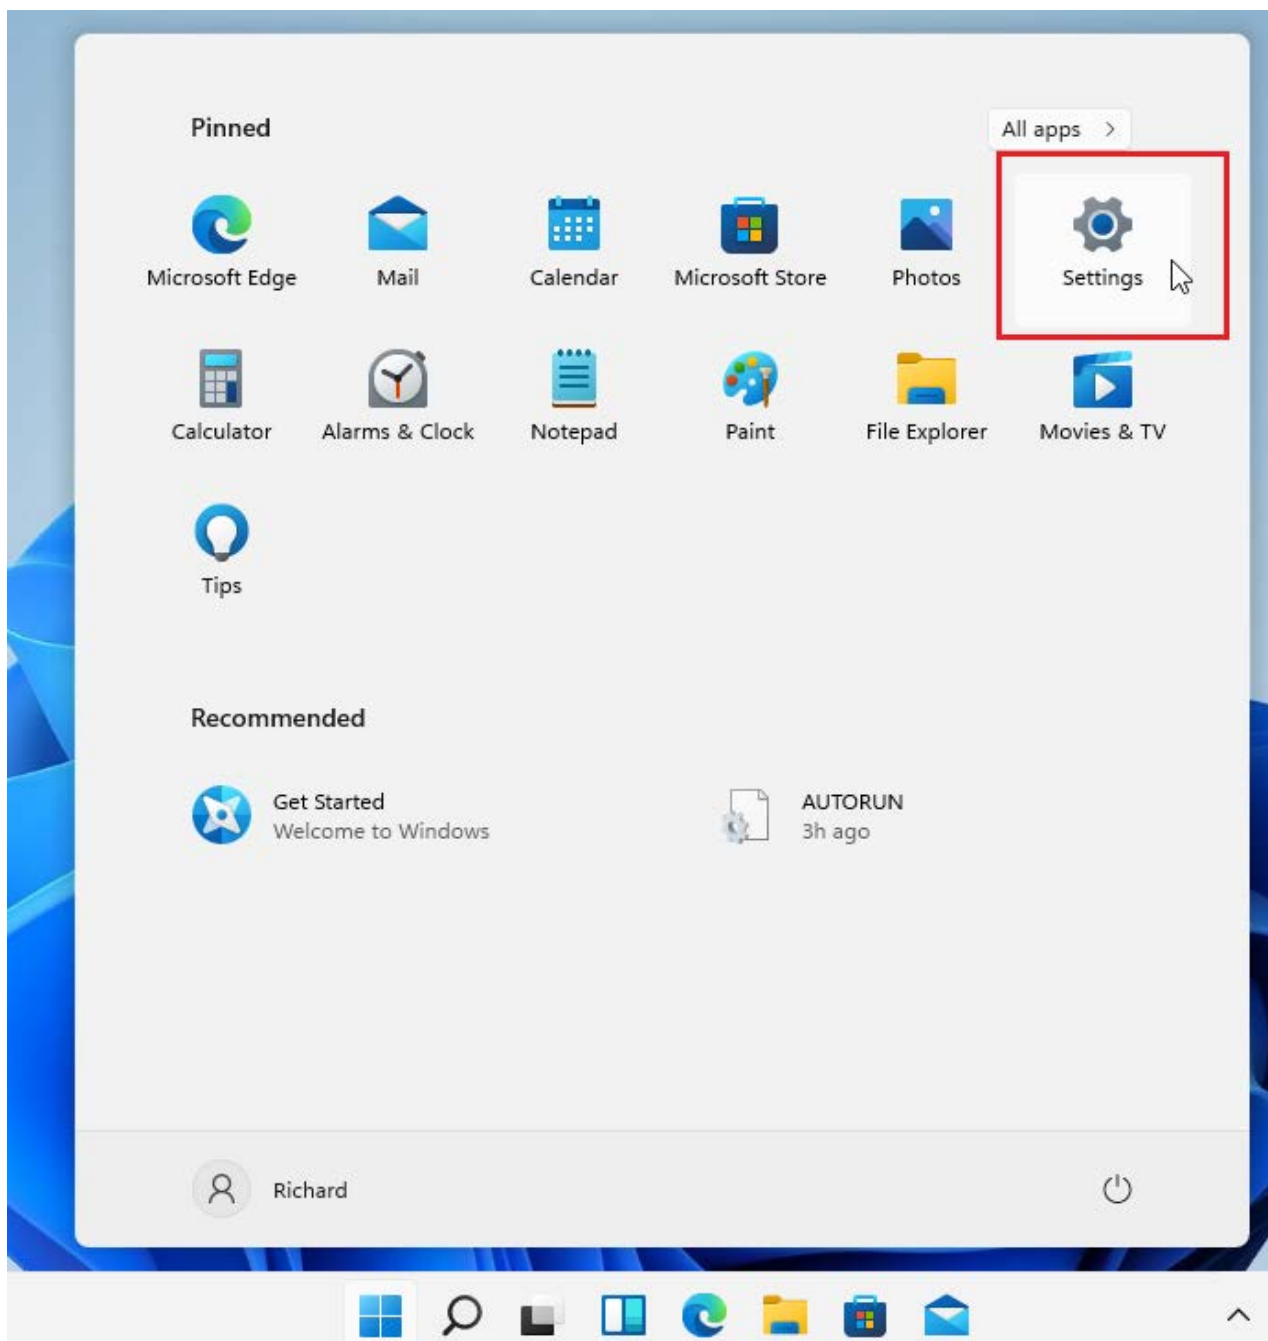 Pinned
All apps
Microsoft Edge
Mail
Calendar
Microsoft Store
Photos
Settings
Calculator
Alarms & Clock
Notepad
Paint
File Explorer
Movies & TV
Tips
Recommended
Get Started
Welcome to Windows
AUTORUN
3h ago
Richard